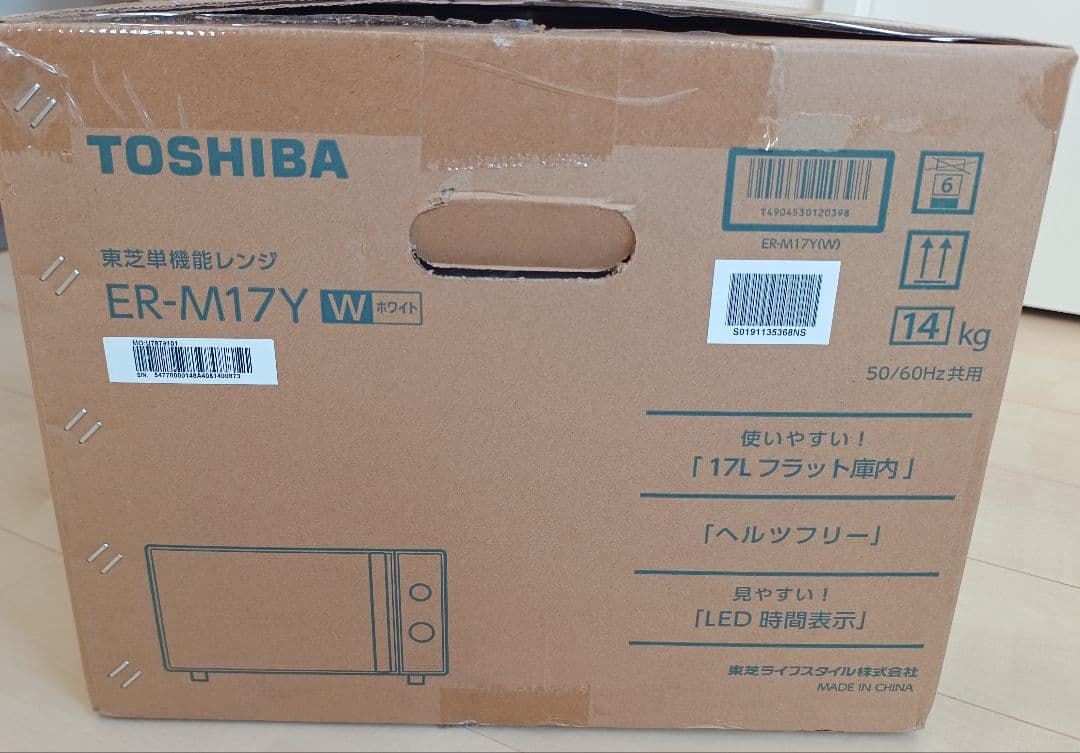 TOSHIBA
東芝単機能レンジ
ER-M17Y W ホワイト
T4904530120398
ER-M17Y(W)
6
S0191135368NS
14 kg
50/60Hz共用
使いやすい！
「17Lフラット庫内」
「ヘルツフリー」
見やすい！
「LED 時間表示」
東芝ライフスタイル株式会社
MADE IN CHINA